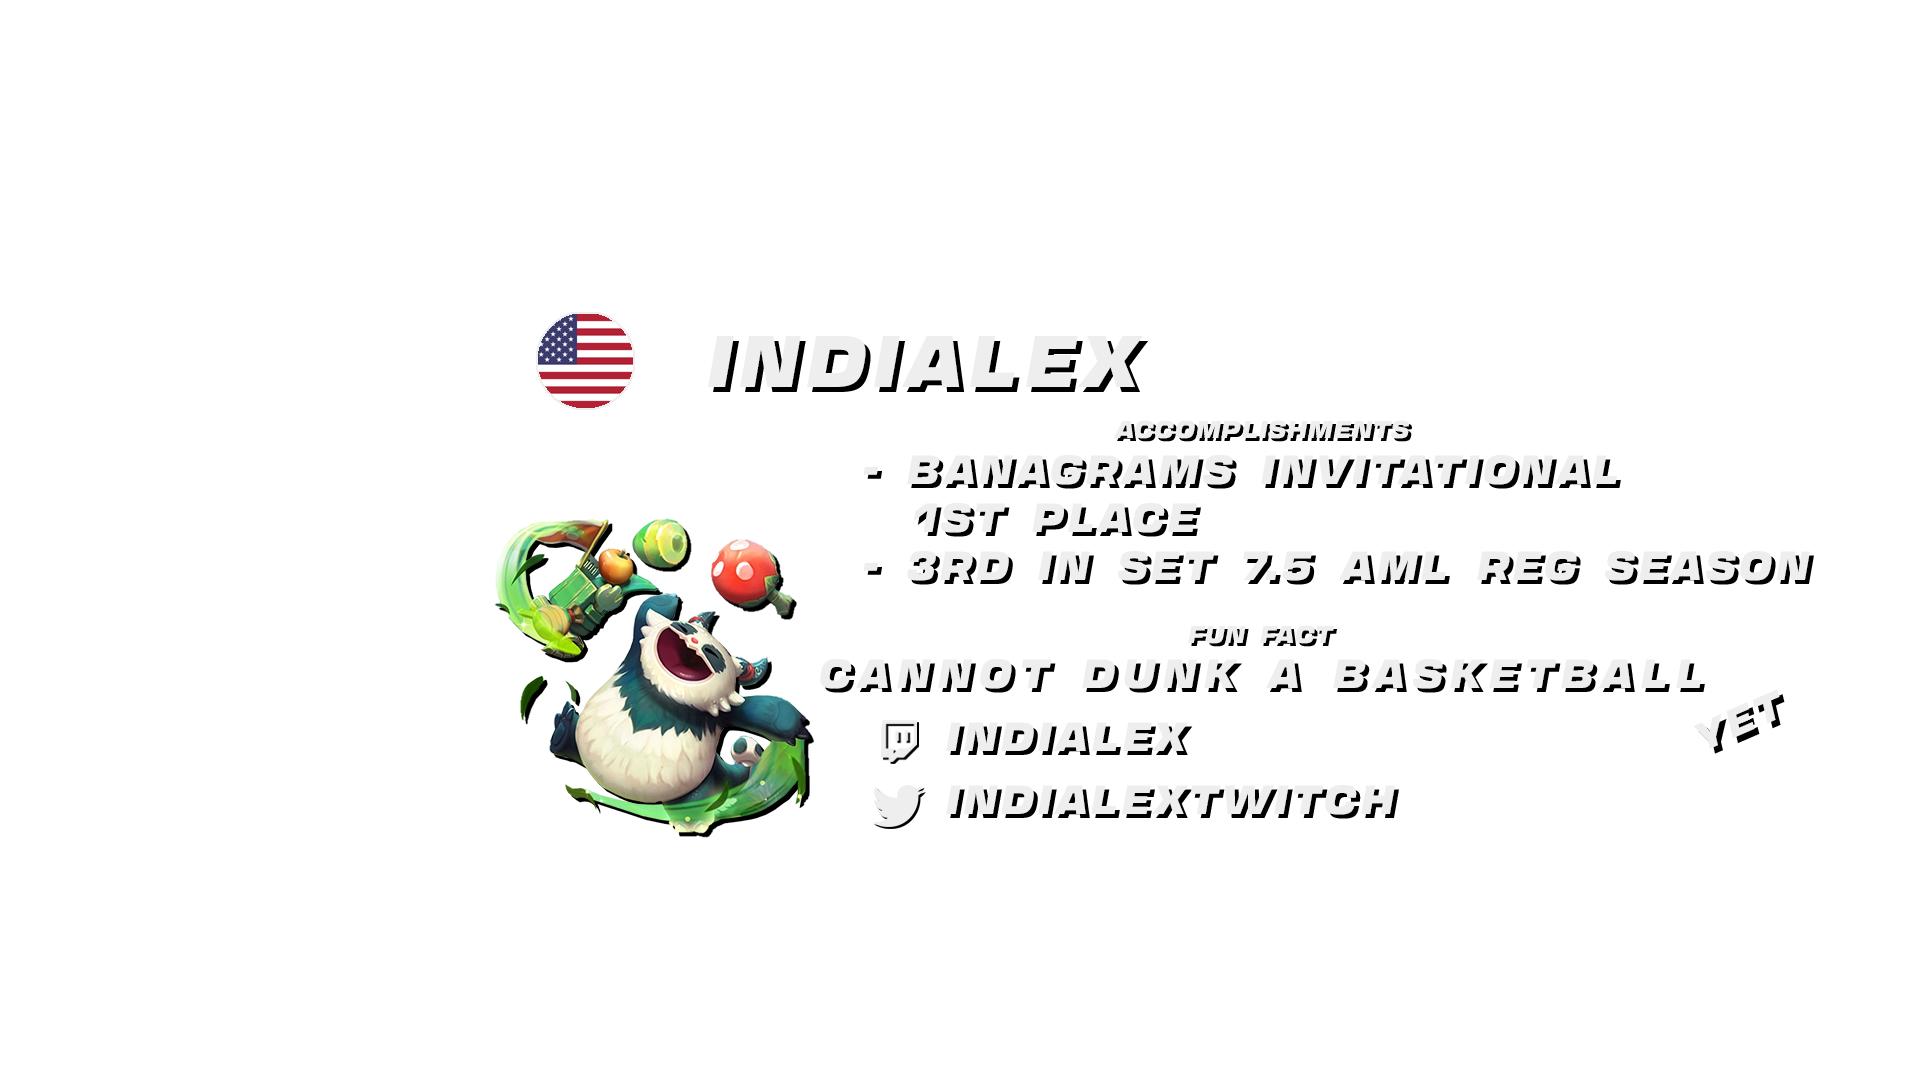 INDIALEX
ACCOMPLISHMENTS
- BANAGRAMS INVITATIONAL
1ST PLACE
- 3RD IN SET 7.5 AML REG SEASON
FUN FACT
CANNOT DUNK A BASKETBALL
YET
INDIALEX
INDIALEXTWITCH